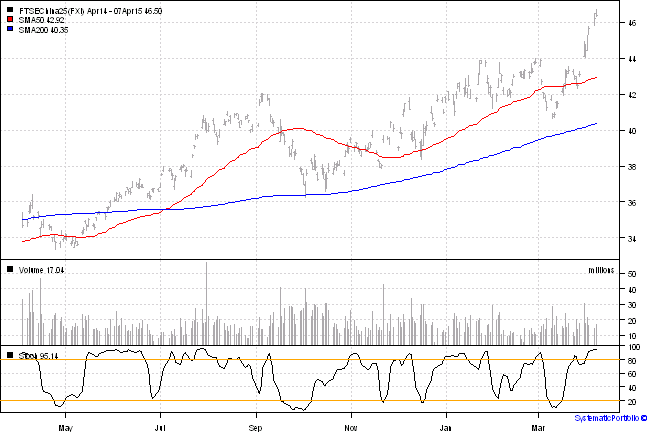 FTSEChina25(FXI) Apr14 - 07Apr15 46.50
SMA50 42.92
SMA200 40.35
46
44
42
40
38
36
34
Volume 17.04
millions
50
40
30
20
10
Stoch 95.14
100
80
60
40
20
May
Jul
Sep
Nov
Jan
Mar
SystematicPortfolio ©